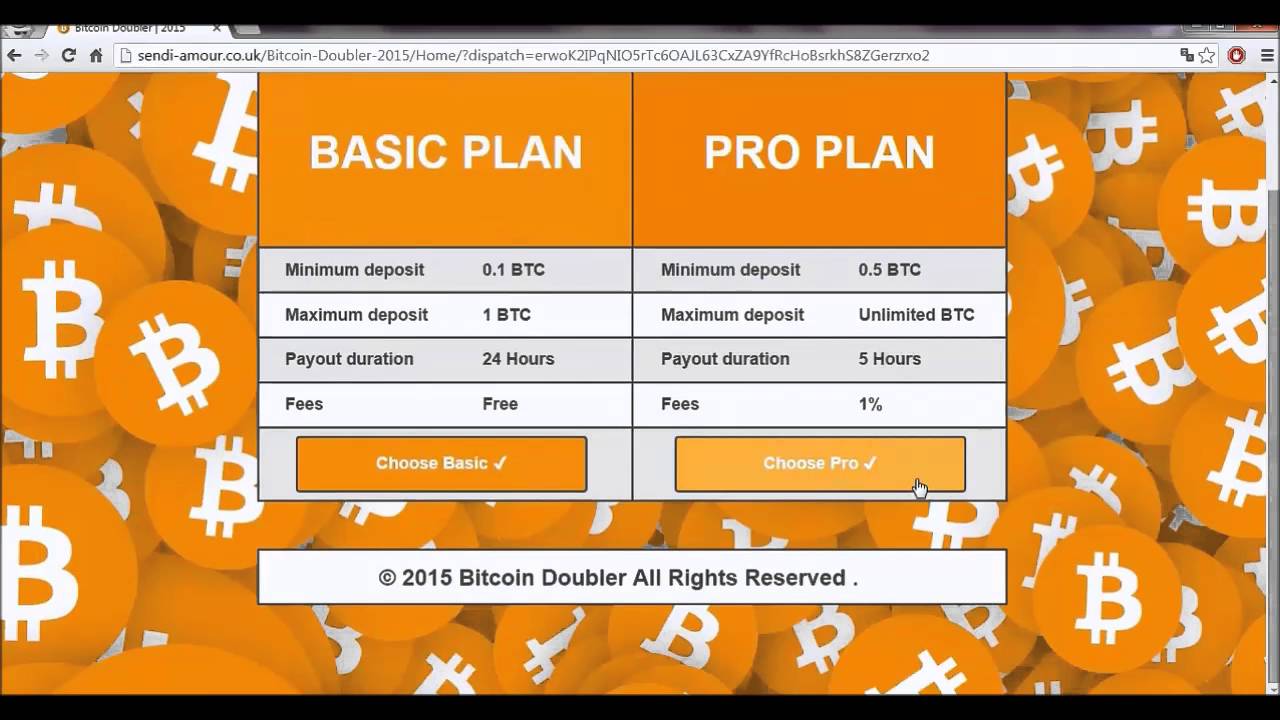 Bitcoin Doubler | 2015
sendi-amour.co.uk/Bitcoin-Doubler-2015/Home/?dispatch=erwoK2IPqNIO5rTc6OAJL63CxZA9YfRcHoBsrkhS8ZGerzrxo2
BASIC PLAN PRO PLAN
Minimum deposit 0.1 BTC Minimum deposit 0.5 BTC
Maximum deposit 1 BTC Maximum deposit Unlimited BTC
Payout duration 24 Hours Payout duration 5 Hours
Fees Free Fees 1%
Choose Basic ✓ Choose Pro ✓
© 2015 Bitcoin Doubler All Rights Reserved .